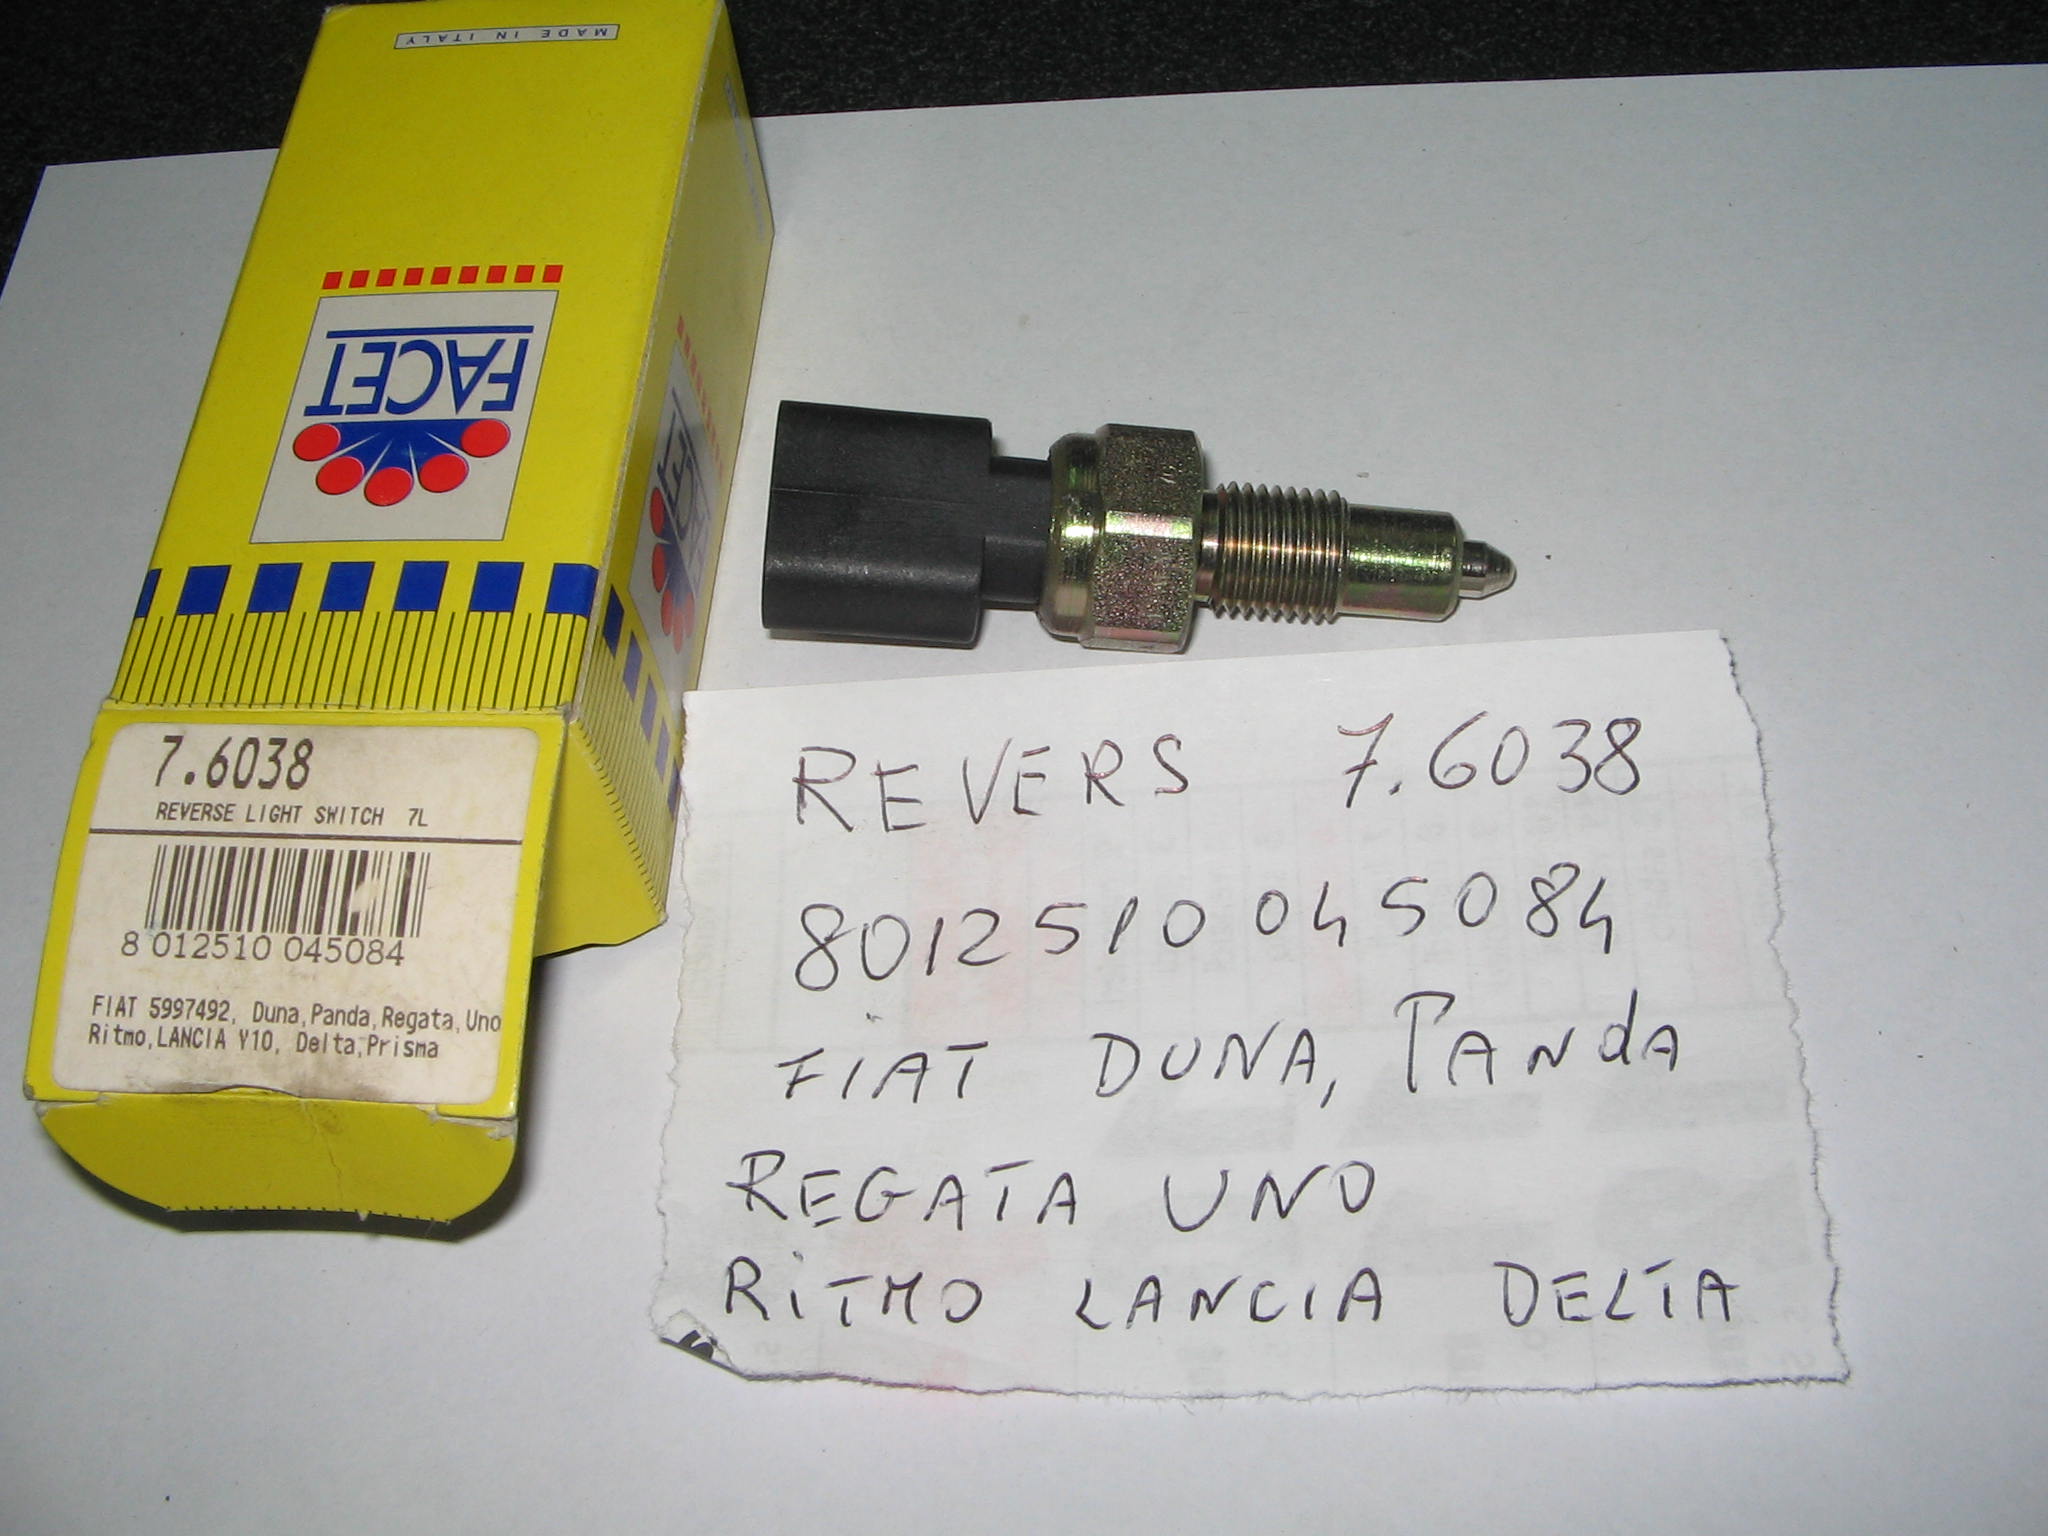 MADE IN ITALY
FACET
FACET
7.6038
REVERSE LIGHT SWITCH 7L
8 012510 045084
FIAT 5997492, Duna,Panda,Regata,Uno
Ritmo,LANCIA Y10, Delta,Prisma
REVERS 7.6038
8012510045084
FIAT DUNA, PANdA
REGATA UNO
RiTMO LANCIA DELTA